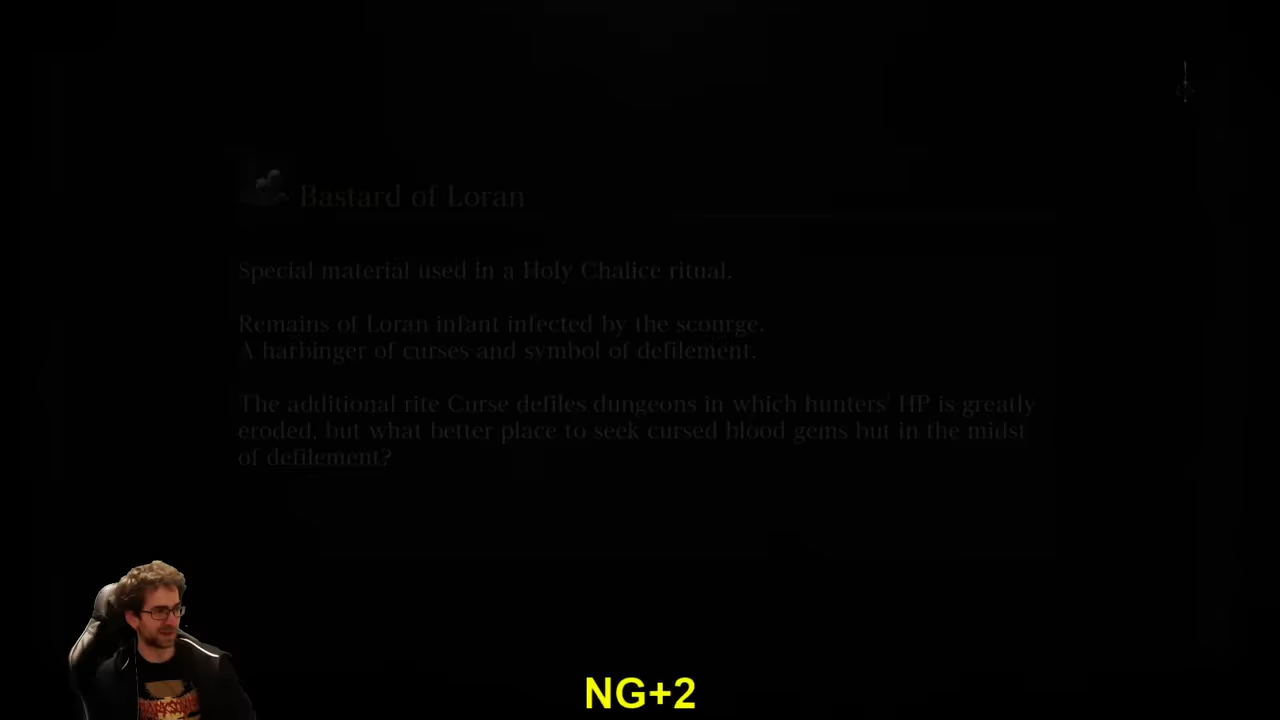 Bastard of Loran
Special material used in a Holy Chalice ritual.
Remains of Loran infant infected by the scourge.
A harbinger of curses and symbol of defilement.
The additional rite Curse defiles dungeons in which hunters' HP is greatly
eroded, but what better place to seek cursed blood gems but in the midst
of defilement?
NG+2